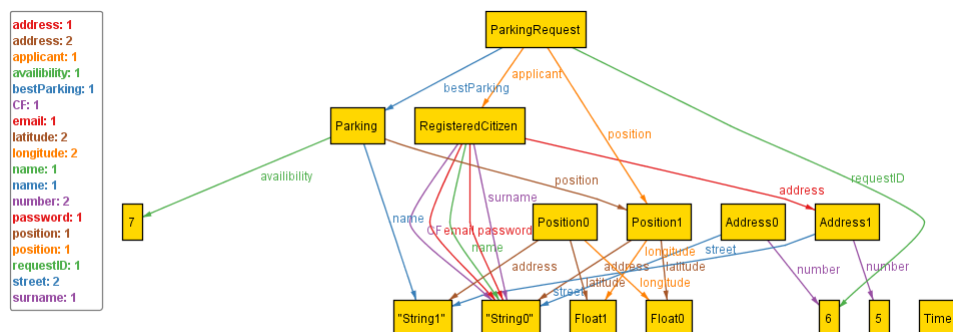 address: 1
address: 2
applicant: 1
availibility: 1
bestParking: 1
CF: 1
email: 1
latitude: 2
longitude: 2
name: 1
name: 1
number: 2
password: 1
position: 1
position: 1
requestID: 1
street: 2
surname: 1
ParkingRequest
applicant
bestParking
Parking
RegisteredCitizen
position
availibility
position
surname
address
requestID
7
name
CF email password
name
Position0
Position1
Address0
Address1
longitude
street
address
address
latitude
latitude
number
number
longitude
street
"String1"
"String0"
Float1
Float0
6
5
Time